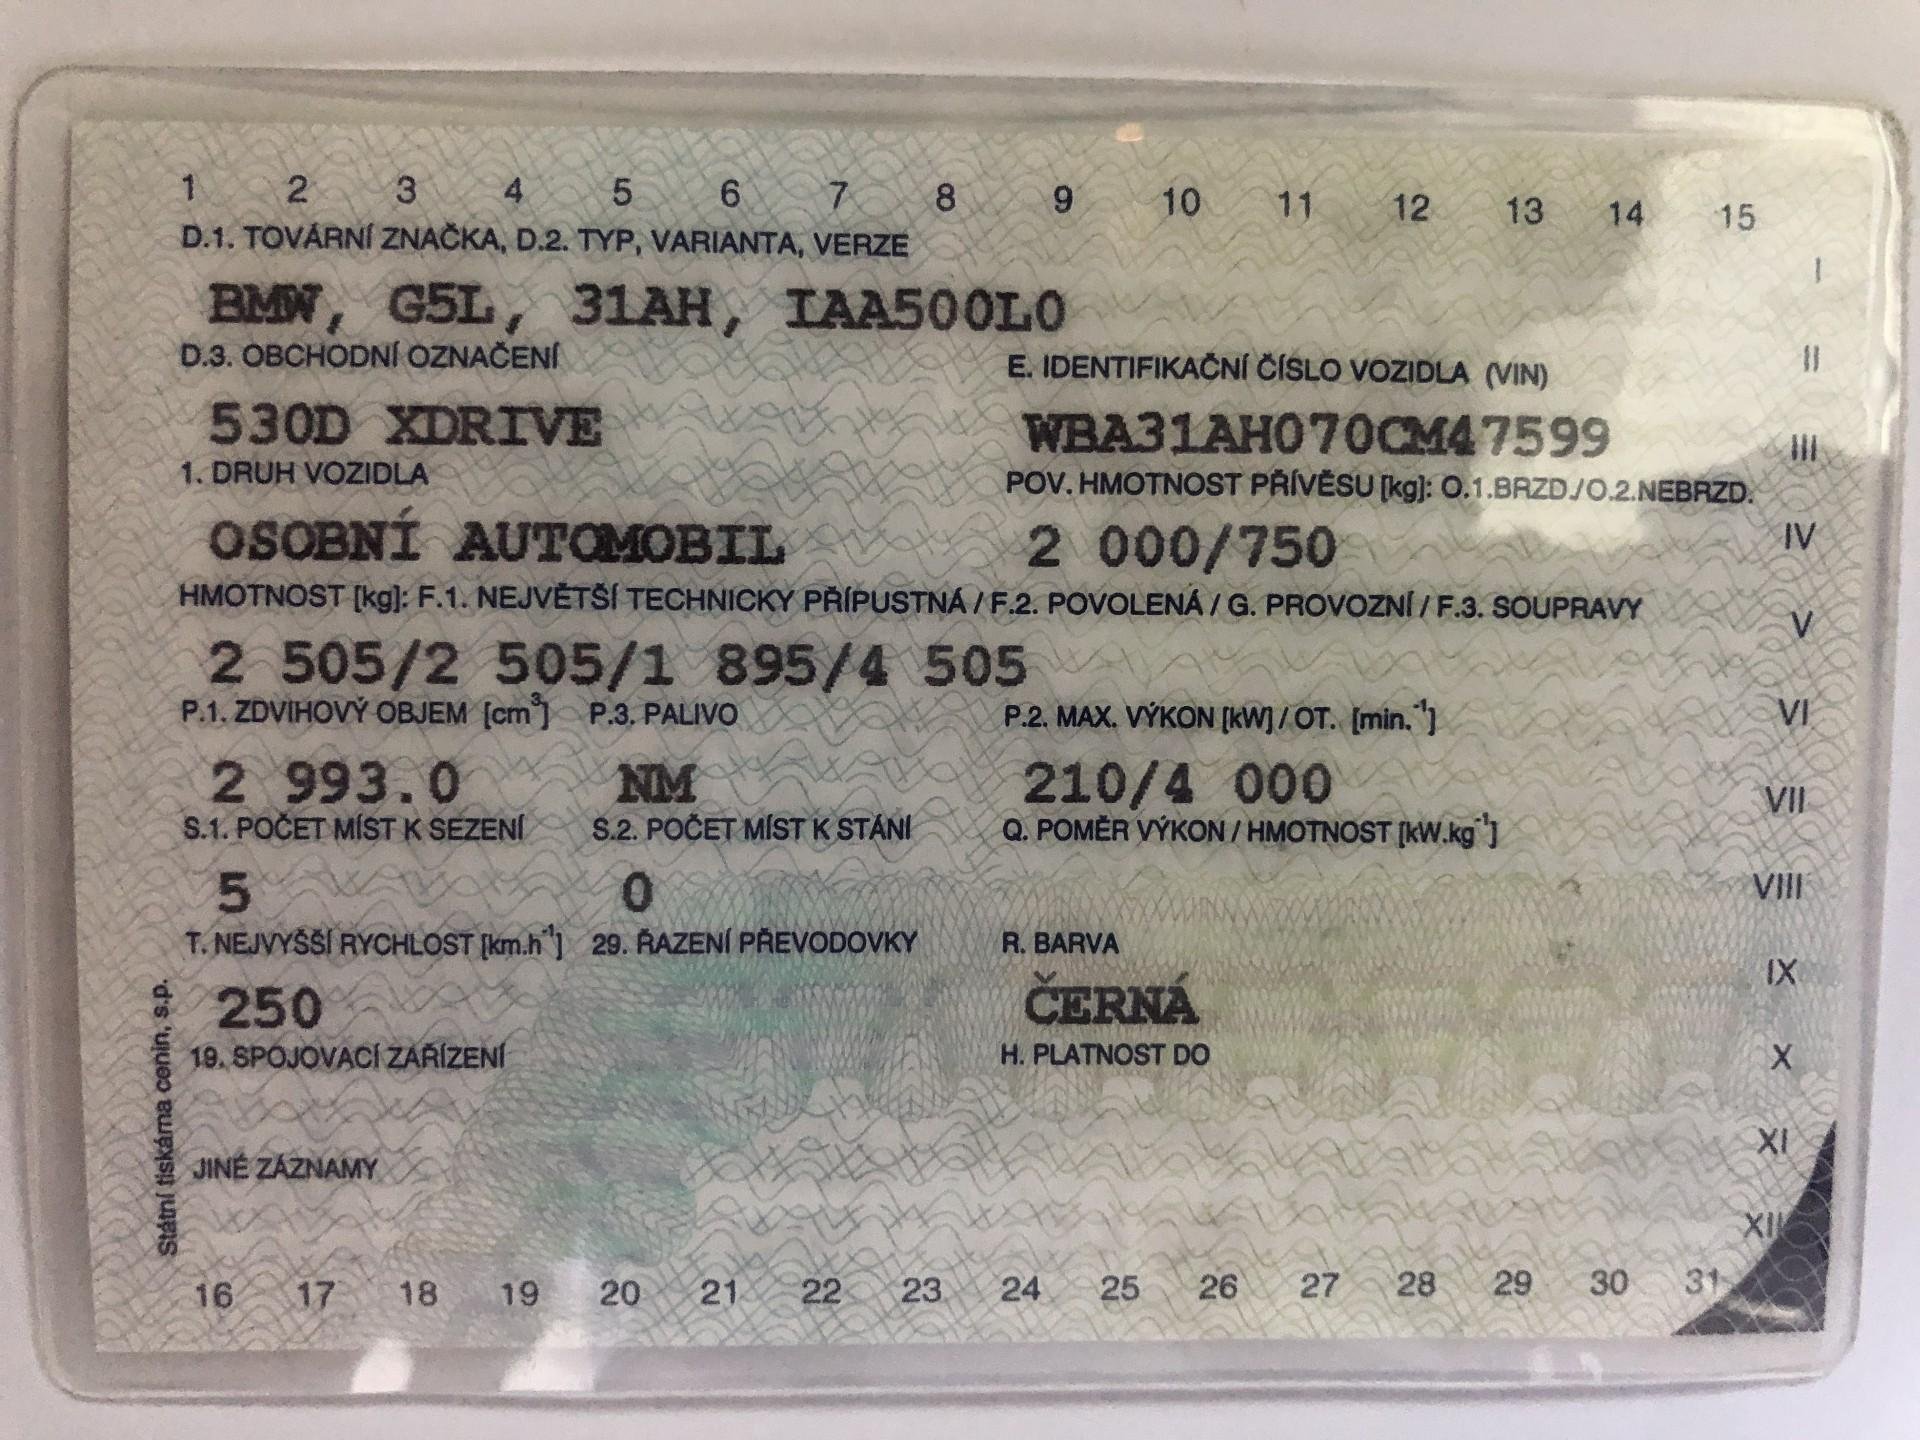 1 2 3 4 5 6 7 8 9 10 11 12 13 14 15
D.1. TOVÁRNÍ ZNAČKA, D.2. TYP, VARIANTA, VERZE
I
BMW, G5L, 31AH, IAA500L0
D.3. OBCHODNÍ OZNAČENÍ E. IDENTIFIKAČNÍ ČÍSLO VOZIDLA (VIN)
II
530D XDRIVE WBA31AH070CM47599
III
1. DRUH VOZIDLA POV. HMOTNOST PŘÍVĚSU [kg]: O.1.BRZD./O.2.NEBRZD.
OSOBNÍ AUTOMOBIL 2 000/750
IV
HMOTNOST [kg]: F.1. NEJVĚTŠÍ TECHNICKY PŘÍPUSTNÁ / F.2. POVOLENÁ / G. PROVOZNÍ / F.3. SOUPRAVY
V
2 505/2 505/1 895/4 505
P.1. ZDVIHOVÝ OBJEM [cm³] P.3. PALIVO P.2. MAX. VÝKON [kW] / OT. [min.⁻¹]
VI
2 993.0 NM 210/4 000
VII
S.1. POČET MÍST K SEZENÍ S.2. POČET MÍST K STÁNÍ Q. POMĚR VÝKON / HMOTNOST [kW.kg⁻¹]
5 0
VIII
T. NEJVYŠŠÍ RYCHLOST [km.h⁻¹] 29. ŘAZENÍ PŘEVODOVKY R. BARVA
IX
250 ČERNÁ
19. SPOJOVACÍ ZAŘÍZENÍ H. PLATNOST DO
X
XI
JINÉ ZÁZNAMY
XII
16 17 18 19 20 21 22 23 24 25 26 27 28 29 30 31
Státní tiskárna cenin, s.p.